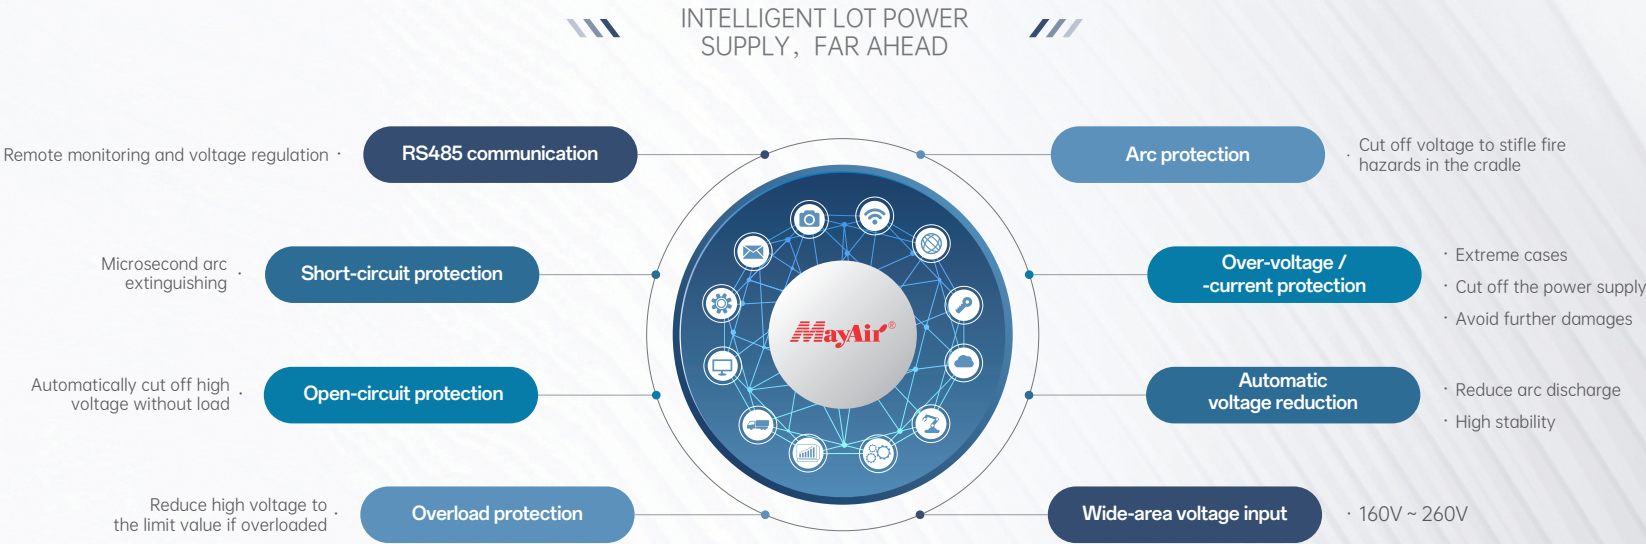 INTELLIGENT LOT POWER
SUPPLY, FAR AHEAD
Remote monitoring and voltage regulation ·
RS485 communication
Microsecond arc ·
extinguishing
Short-circuit protection
Automatically cut off high ·
voltage without load
Open-circuit protection
Reduce high voltage to ·
the limit value if overloaded
Overload protection
MayAir®
Arc protection
· Cut off voltage to stifle fire
hazards in the cradle
Over-voltage /
-current protection
· Extreme cases
· Cut off the power supply
· Avoid further damages
Automatic
voltage reduction
· Reduce arc discharge
· High stability
Wide-area voltage input
· 160V ~ 260V